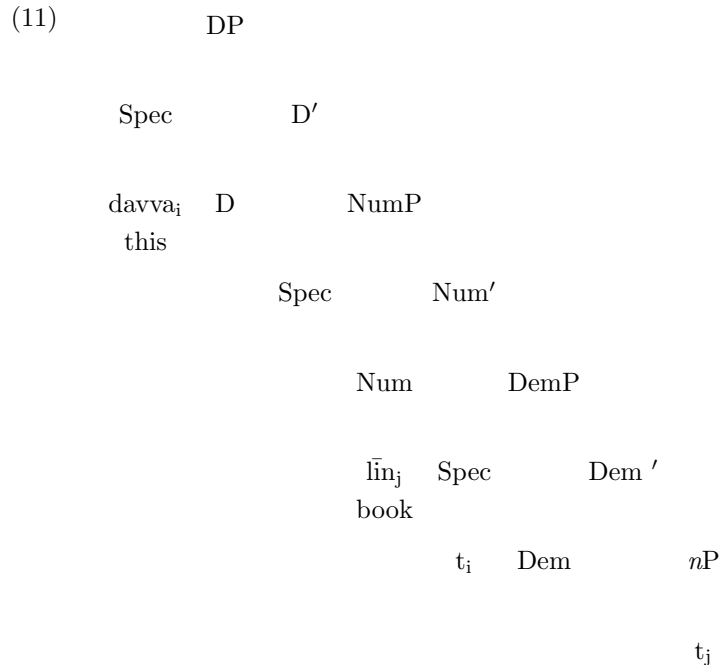 (11) DP
Spec D′
davvaᵢ D NumP
this
Spec Num′
Num DemP
līnⱼ Spec Dem ′
book
tᵢ Dem nP
tⱼ